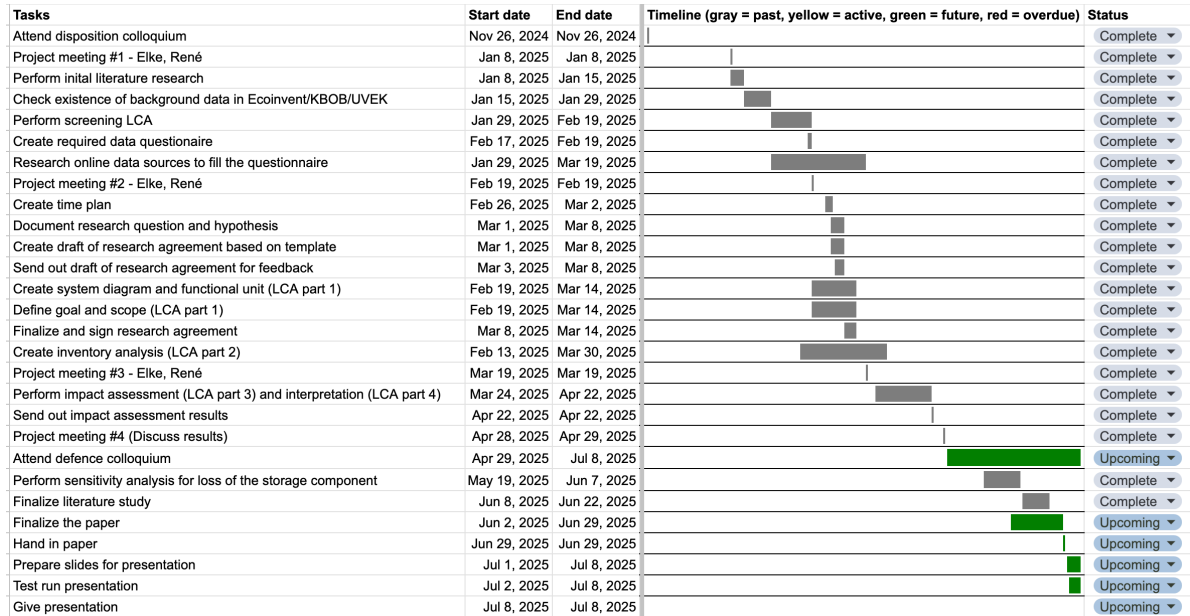 Tasks Start date End date Timeline (gray = past, yellow = active, green = future, red = overdue) Status
Attend disposition colloquium Nov 26, 2024 Nov 26, 2024 Complete
Project meeting #1 - Elke, René Jan 8, 2025 Jan 8, 2025 Complete
Perform inital literature research Jan 8, 2025 Jan 15, 2025 Complete
Check existence of background data in Ecoinvent/KBOB/UVEK Jan 15, 2025 Jan 29, 2025 Complete
Perform screening LCA Jan 29, 2025 Feb 19, 2025 Complete
Create required data questionaire Feb 17, 2025 Feb 19, 2025 Complete
Research online data sources to fill the questionnaire Jan 29, 2025 Mar 19, 2025 Complete
Project meeting #2 - Elke, René Feb 19, 2025 Feb 19, 2025 Complete
Create time plan Feb 26, 2025 Mar 2, 2025 Complete
Document research question and hypothesis Mar 1, 2025 Mar 8, 2025 Complete
Create draft of research agreement based on template Mar 1, 2025 Mar 8, 2025 Complete
Send out draft of research agreement for feedback Mar 3, 2025 Mar 8, 2025 Complete
Create system diagram and functional unit (LCA part 1) Feb 19, 2025 Mar 14, 2025 Complete
Define goal and scope (LCA part 1) Feb 19, 2025 Mar 14, 2025 Complete
Finalize and sign research agreement Mar 8, 2025 Mar 14, 2025 Complete
Create inventory analysis (LCA part 2) Feb 13, 2025 Mar 30, 2025 Complete
Project meeting #3 - Elke, René Mar 19, 2025 Mar 19, 2025 Complete
Perform impact assessment (LCA part 3) and interpretation (LCA part 4) Mar 24, 2025 Apr 22, 2025 Complete
Send out impact assessment results Apr 22, 2025 Apr 22, 2025 Complete
Project meeting #4 (Discuss results) Apr 28, 2025 Apr 29, 2025 Complete
Attend defence colloquium Apr 29, 2025 Jul 8, 2025 Upcoming
Perform sensitivity analysis for loss of the storage component May 19, 2025 Jun 7, 2025 Complete
Finalize literature study Jun 8, 2025 Jun 22, 2025 Complete
Finalize the paper Jun 2, 2025 Jun 29, 2025 Upcoming
Hand in paper Jun 29, 2025 Jun 29, 2025 Upcoming
Prepare slides for presentation Jul 1, 2025 Jul 8, 2025 Upcoming
Test run presentation Jul 2, 2025 Jul 8, 2025 Upcoming
Give presentation Jul 8, 2025 Jul 8, 2025 Upcoming